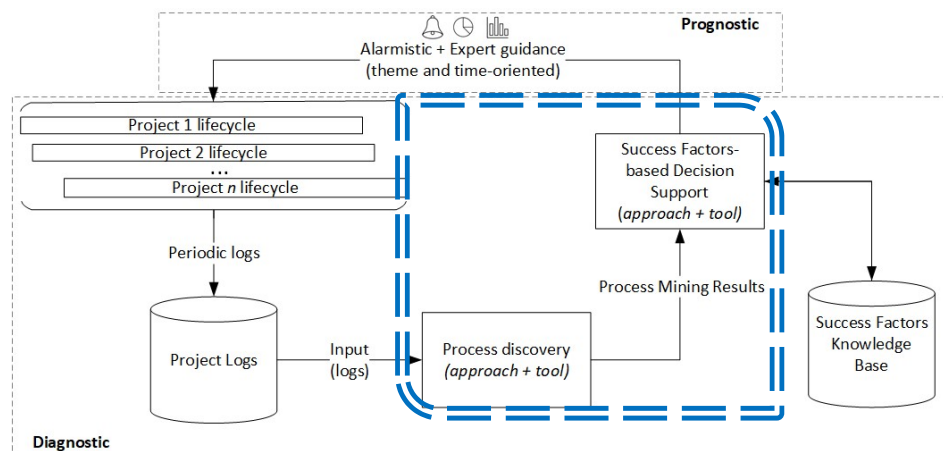 Prognostic
Alarmistic + Expert guidance
(theme and time-oriented)
Project 1 lifecycle
Project 2 lifecycle
...
Project n lifecycle
Success Factors-
based Decision
Support
(approach + tool)
Periodic logs
Process Mining Results
Project Logs
Input
(logs)
Process discovery
(approach + tool)
Success Factors
Knowledge
Base
Diagnostic